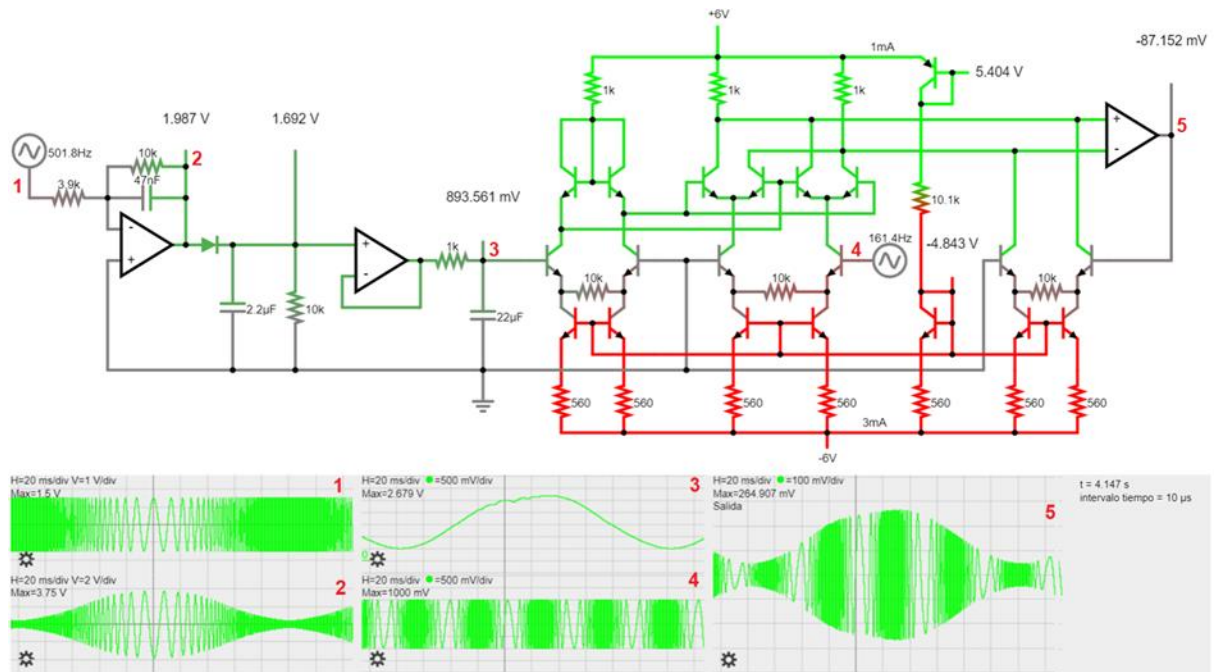 +6V
-87.152 mV
1mA
5.404 V
1k
1k
1k
1.987 V
1.692 V
+
-
5
501.8Hz
10k
2
47nF
1
3.9k
893.561 mV
10.1k
-
+
+
-
1k
3
161.4Hz
4
-4.843 V
10k
10k
10k
2.2µF
10k
22µF
560
560
560
560
560
560
560
3mA
-6V
H=20 ms/div V=1 V/div
Max=1.5 V
1
H=20 ms/div V=2 V/div
Max=3.75 V
2
H=20 ms/div =500 mV/div
Max=2.679 V
3
H=20 ms/div =500 mV/div
Max=1000 mV
4
H=20 ms/div =100 mV/div
Max=264.907 mV
Salida
5
t = 4.147 s
intervalo tiempo = 10 µs